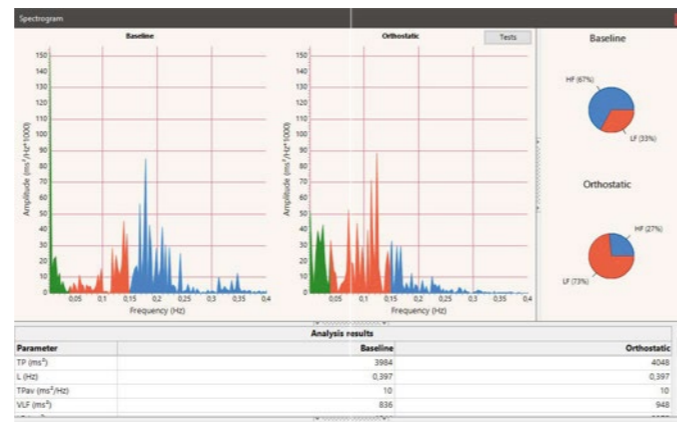 Spectrogram
Baseline
Orthostatic
Tests
Baseline
Amplitude (ms²/Hz*1000)
150
140
130
120
110
100
90
80
70
60
50
40
30
20
10
0
0,05 0,1 0,15 0,2 0,25 0,3 0,35 0,4
Frequency (Hz)
Amplitude (ms²/Hz*1000)
150
140
130
120
110
100
90
80
70
60
50
40
30
20
10
0
0,05 0,1 0,15 0,2 0,25 0,3 0,35 0,4
Frequency (Hz)
HF (67%)
LF (33%)
Orthostatic
HF (27%)
LF (73%)
Analysis results
Parameter Baseline Orthostatic
TP (ms²) 3984 4048
L (Hz) 0,397 0,397
TPav (ms²/Hz) 10 10
VLF (ms²) 836 948